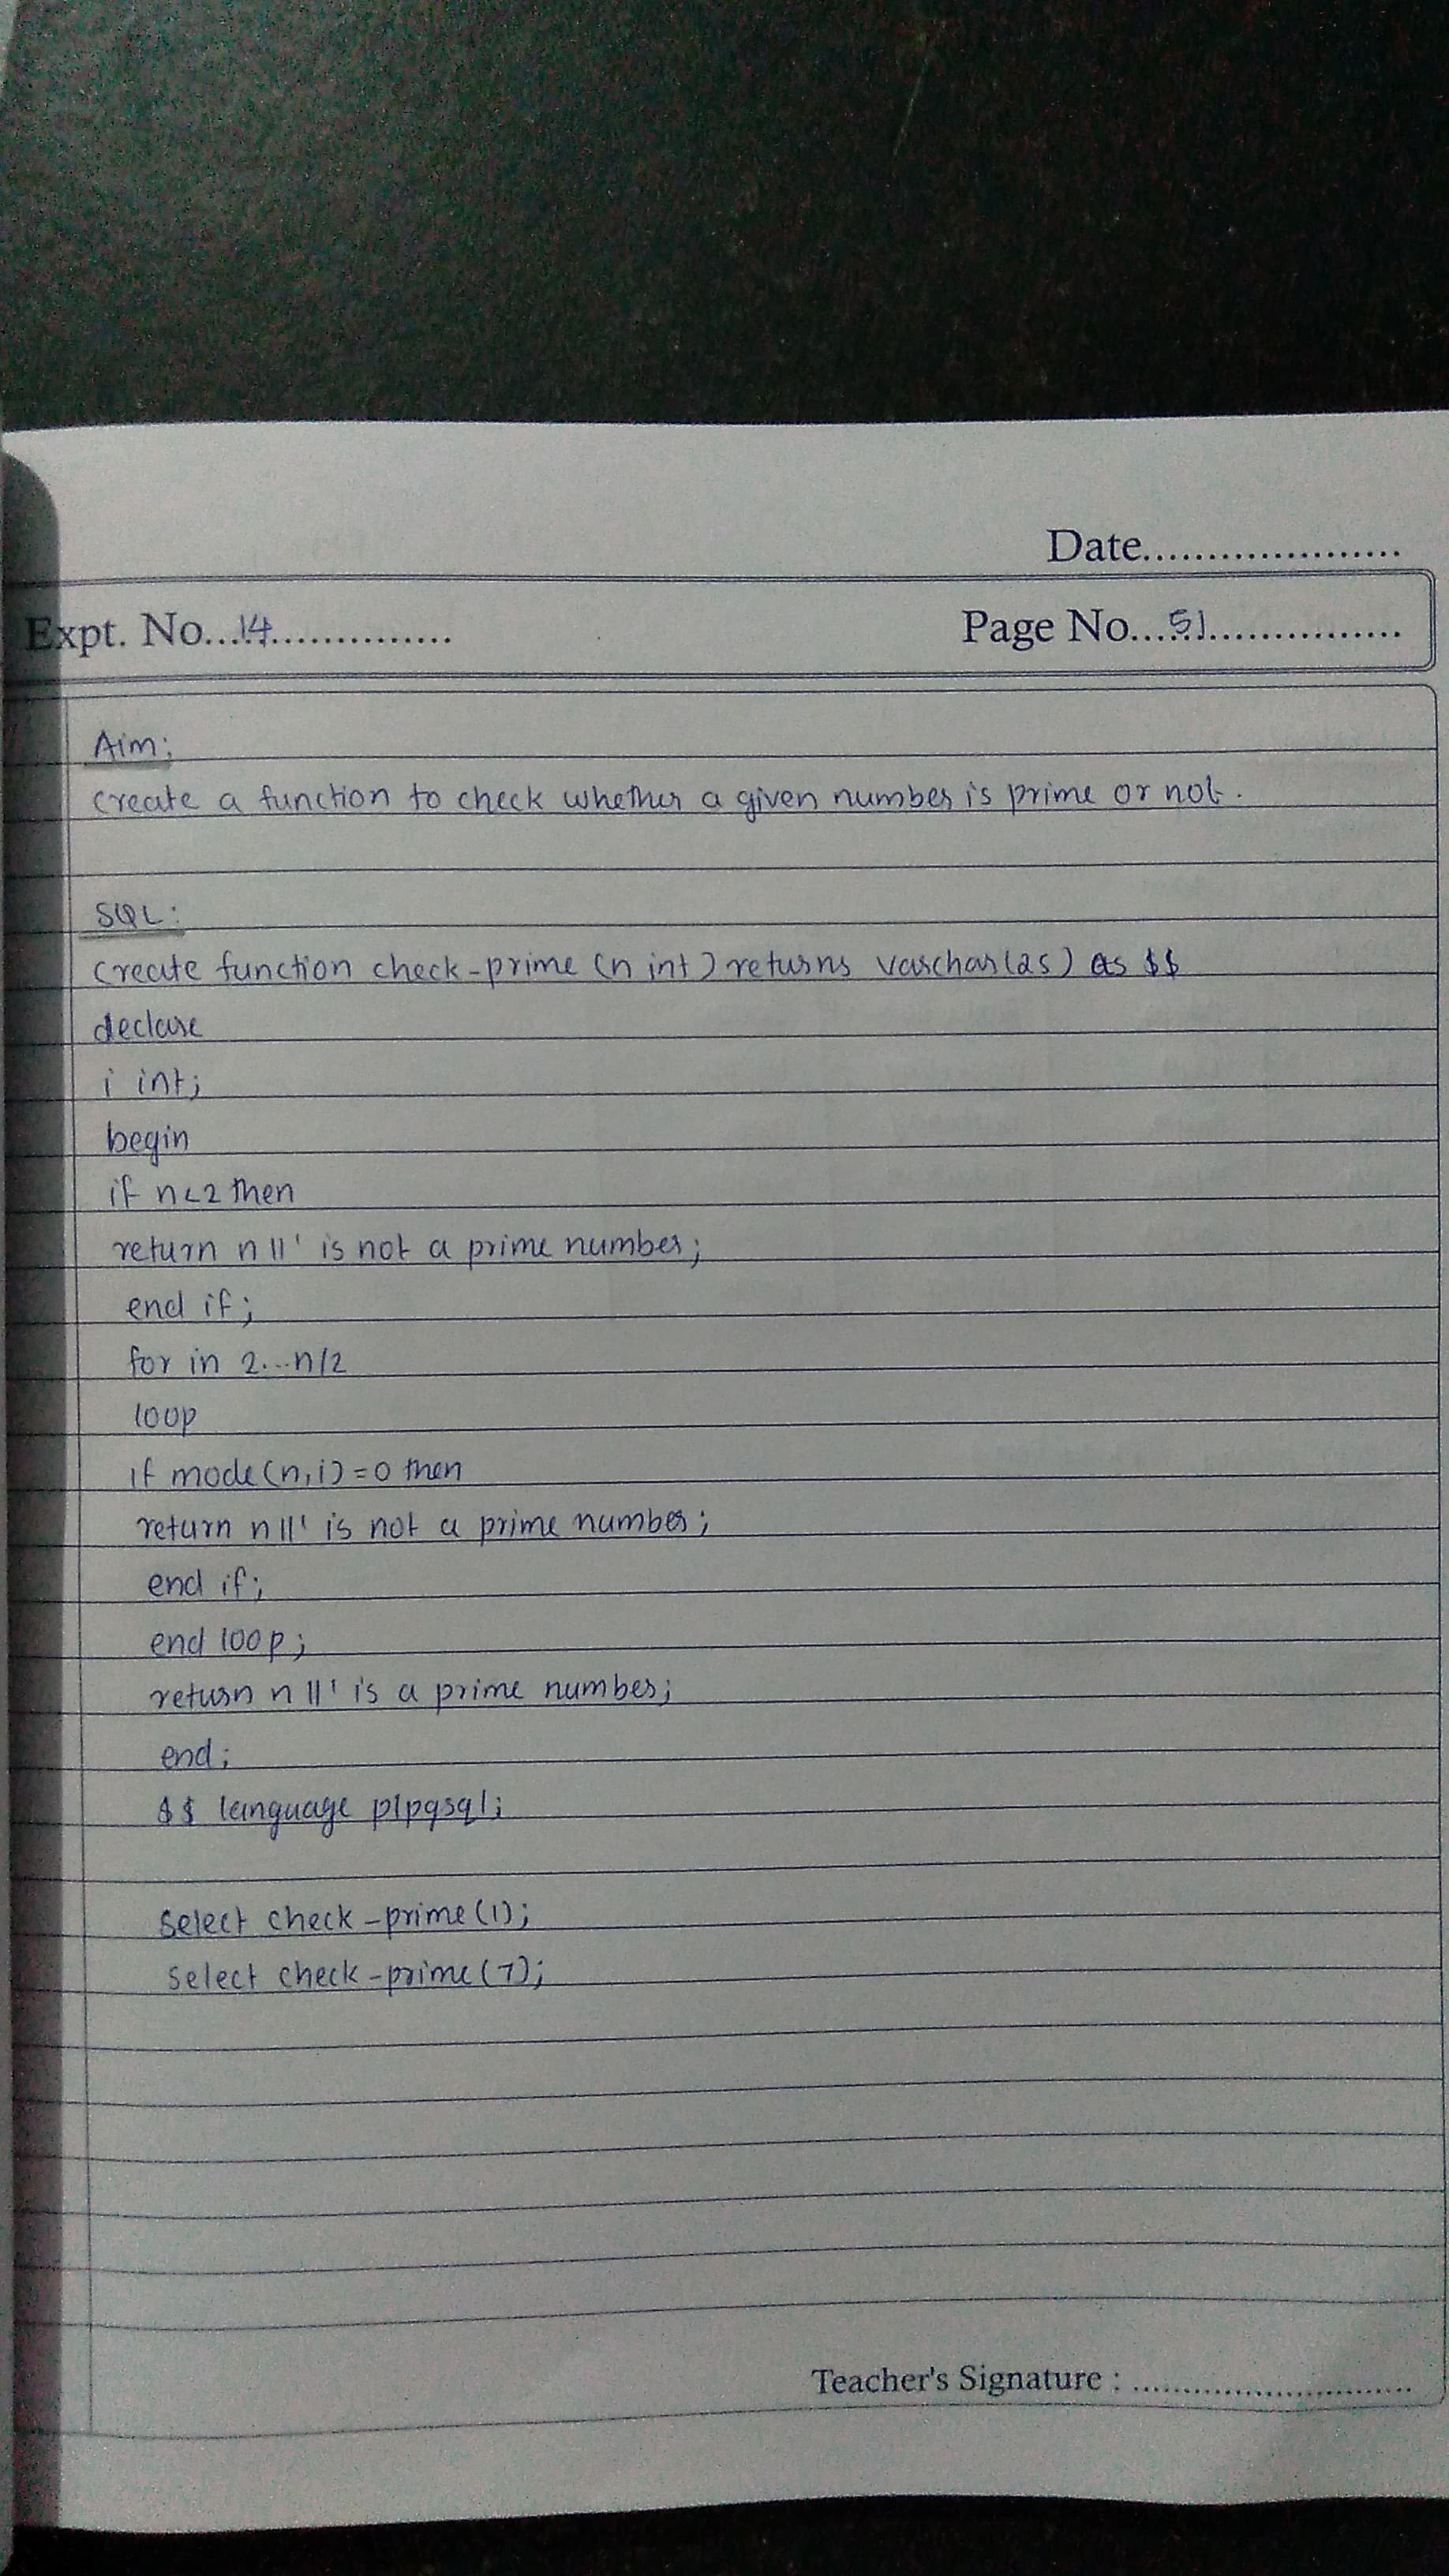 Date.....................
Expt. No...14...............
Page No...51................
Aim:
create a function to check whether a given number is prime or not.
SQL:
create function check-prime (n int) returns varchar(25) as $$
declare
i int;
begin
if n<2 then
return n ||' is not a prime number;
end if;
for in 2...n/2
loop
if mode(n,i)=0 then
return n ||' is not a prime number;
end if;
end loop;
return n ||' is a prime number;
end;
$$ language plpgsql;
select check-prime(1);
select check-prime(7);
Teacher's Signature : ............................